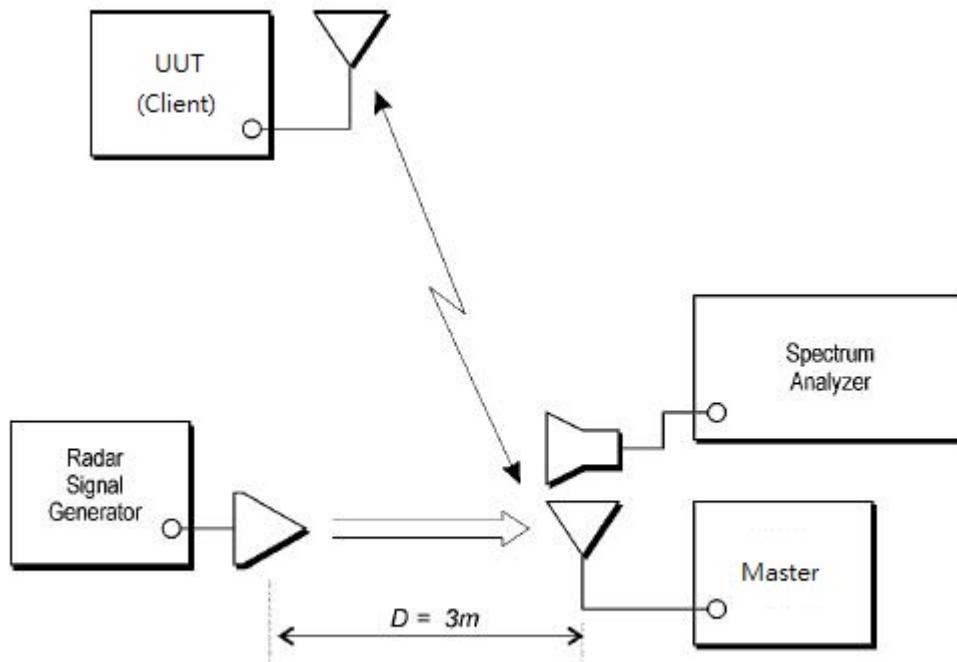 UUT
(Client)
Spectrum
Analyzer
Radar
Signal
Generator
Master
D = 3m